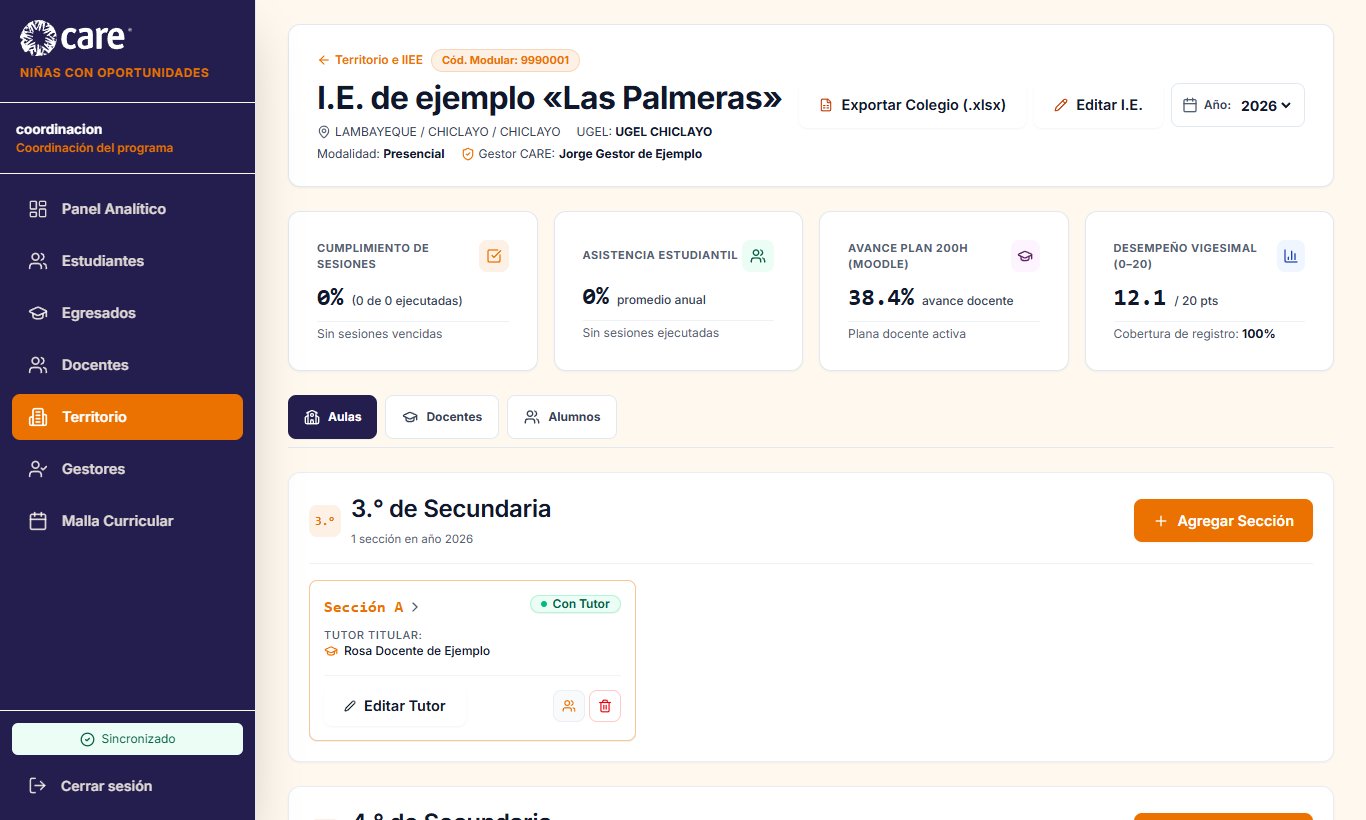 care
NIÑAS CON OPORTUNIDADES
coordinacion
Coordinación del programa
Panel Analítico
Estudiantes
Egresados
Docentes
Territorio
Gestores
Malla Curricular
Sincronizado
Cerrar sesión
← Territorio e IIEE
Cód. Modular: 9990001
I.E. de ejemplo «Las Palmeras»
LAMBAYEQUE / CHICLAYO / CHICLAYO UGEL: UGEL CHICLAYO
Modalidad: Presencial Gestor CARE: Jorge Gestor de Ejemplo
Exportar Colegio (.xlsx)
Editar I.E.
Año: 2026
CUMPLIMIENTO DE
SESIONES
0% (0 de 0 ejecutadas)
Sin sesiones vencidas
ASISTENCIA ESTUDIANTIL
0% promedio anual
Sin sesiones ejecutadas
AVANCE PLAN 200H
(MOODLE)
38.4% avance docente
Plana docente activa
DESEMPEÑO VIGESIMAL
(0–20)
12.1 / 20 pts
Cobertura de registro: 100%
Aulas
Docentes
Alumnos
3.°
3.° de Secundaria
1 sección en año 2026
+ Agregar Sección
Sección A >
Con Tutor
TUTOR TITULAR:
Rosa Docente de Ejemplo
Editar Tutor
4.° de Secundaria